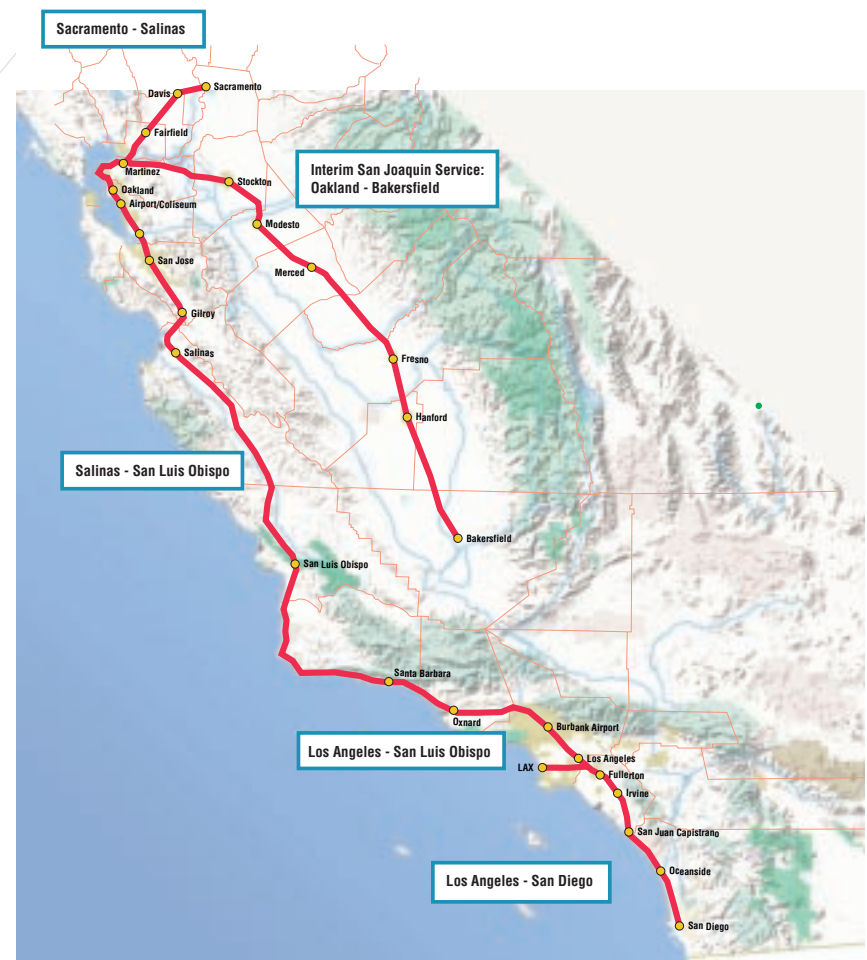 Sacramento - Salinas
Sacramento
Davis
Fairfield
Martinez
Interim San Joaquin Service:
Oakland - Bakersfield
Stockton
Oakland
Airport/Coliseum
Modesto
San Jose
Merced
Gilroy
Salinas
Fresno
Hanford
Salinas - San Luis Obispo
Bakersfield
San Luis Obispo
Santa Barbara
Oxnard
Burbank Airport
Los Angeles - San Luis Obispo
Los Angeles
LAX
Fullerton
Irvine
San Juan Capistrano
Oceanside
Los Angeles - San Diego
San Diego